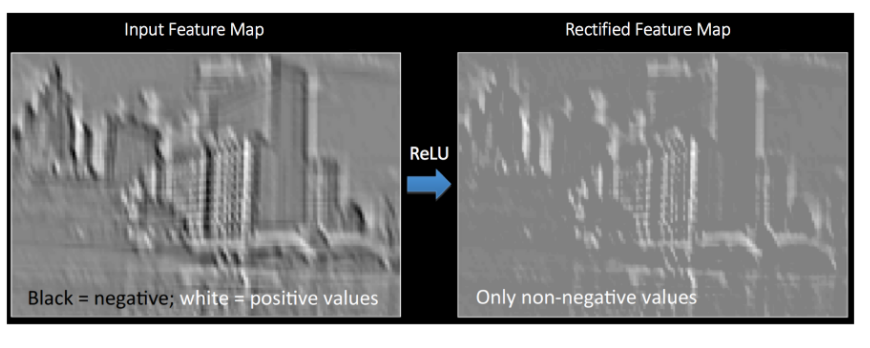 Input Feature Map
Rectified Feature Map
ReLU
Black = negative; white = positive values
Only non-negative values